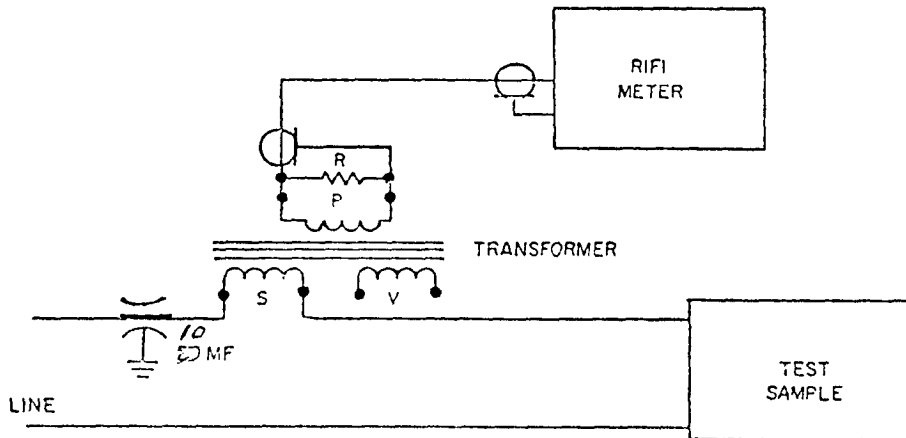 RIFI
METER
R
P
TRANSFORMER
S
V
10
MF
TEST
SAMPLE
LINE